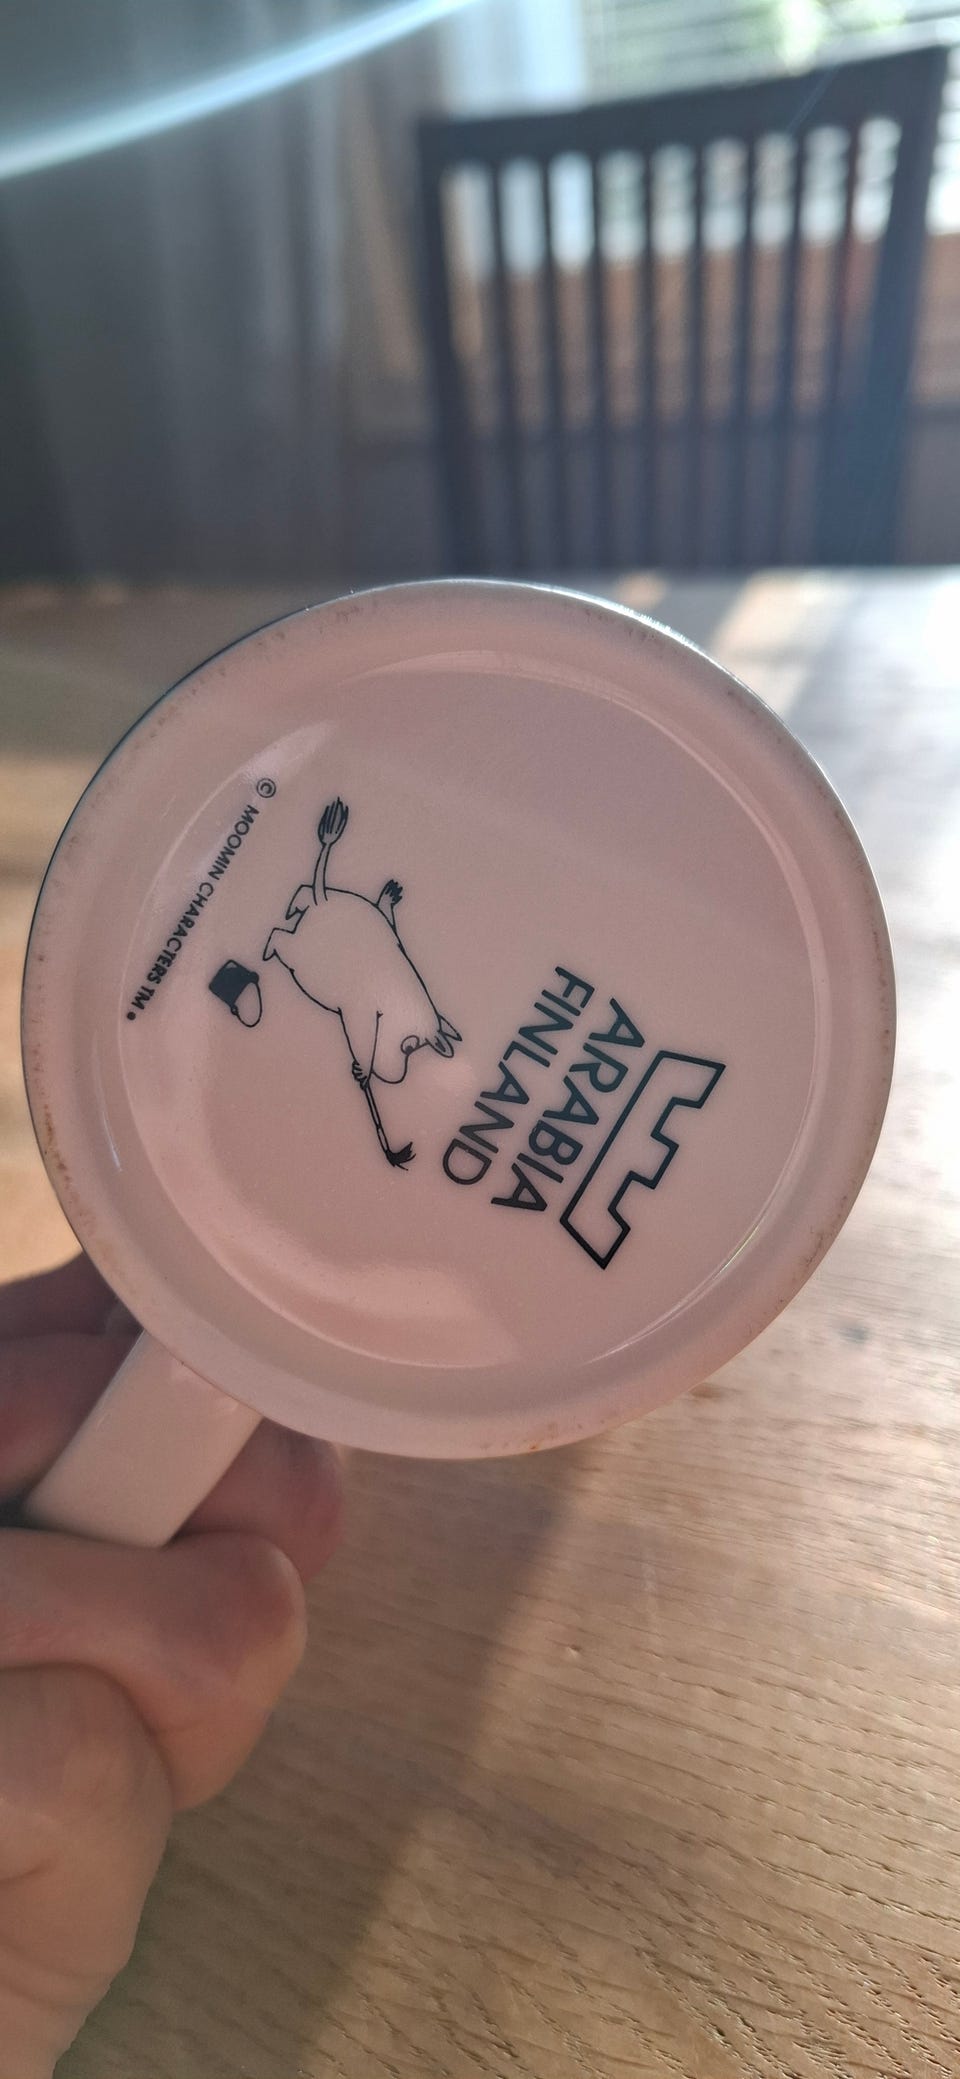 ARABIA
FINLAND
© MOOMIN CHARACTERS TM •